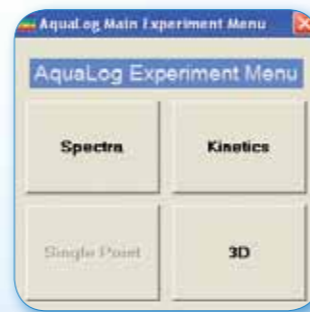 AquaLog Main Experiment Menu
AquaLog Experiment Menu
Spectra Kinetics
Single Point 3D